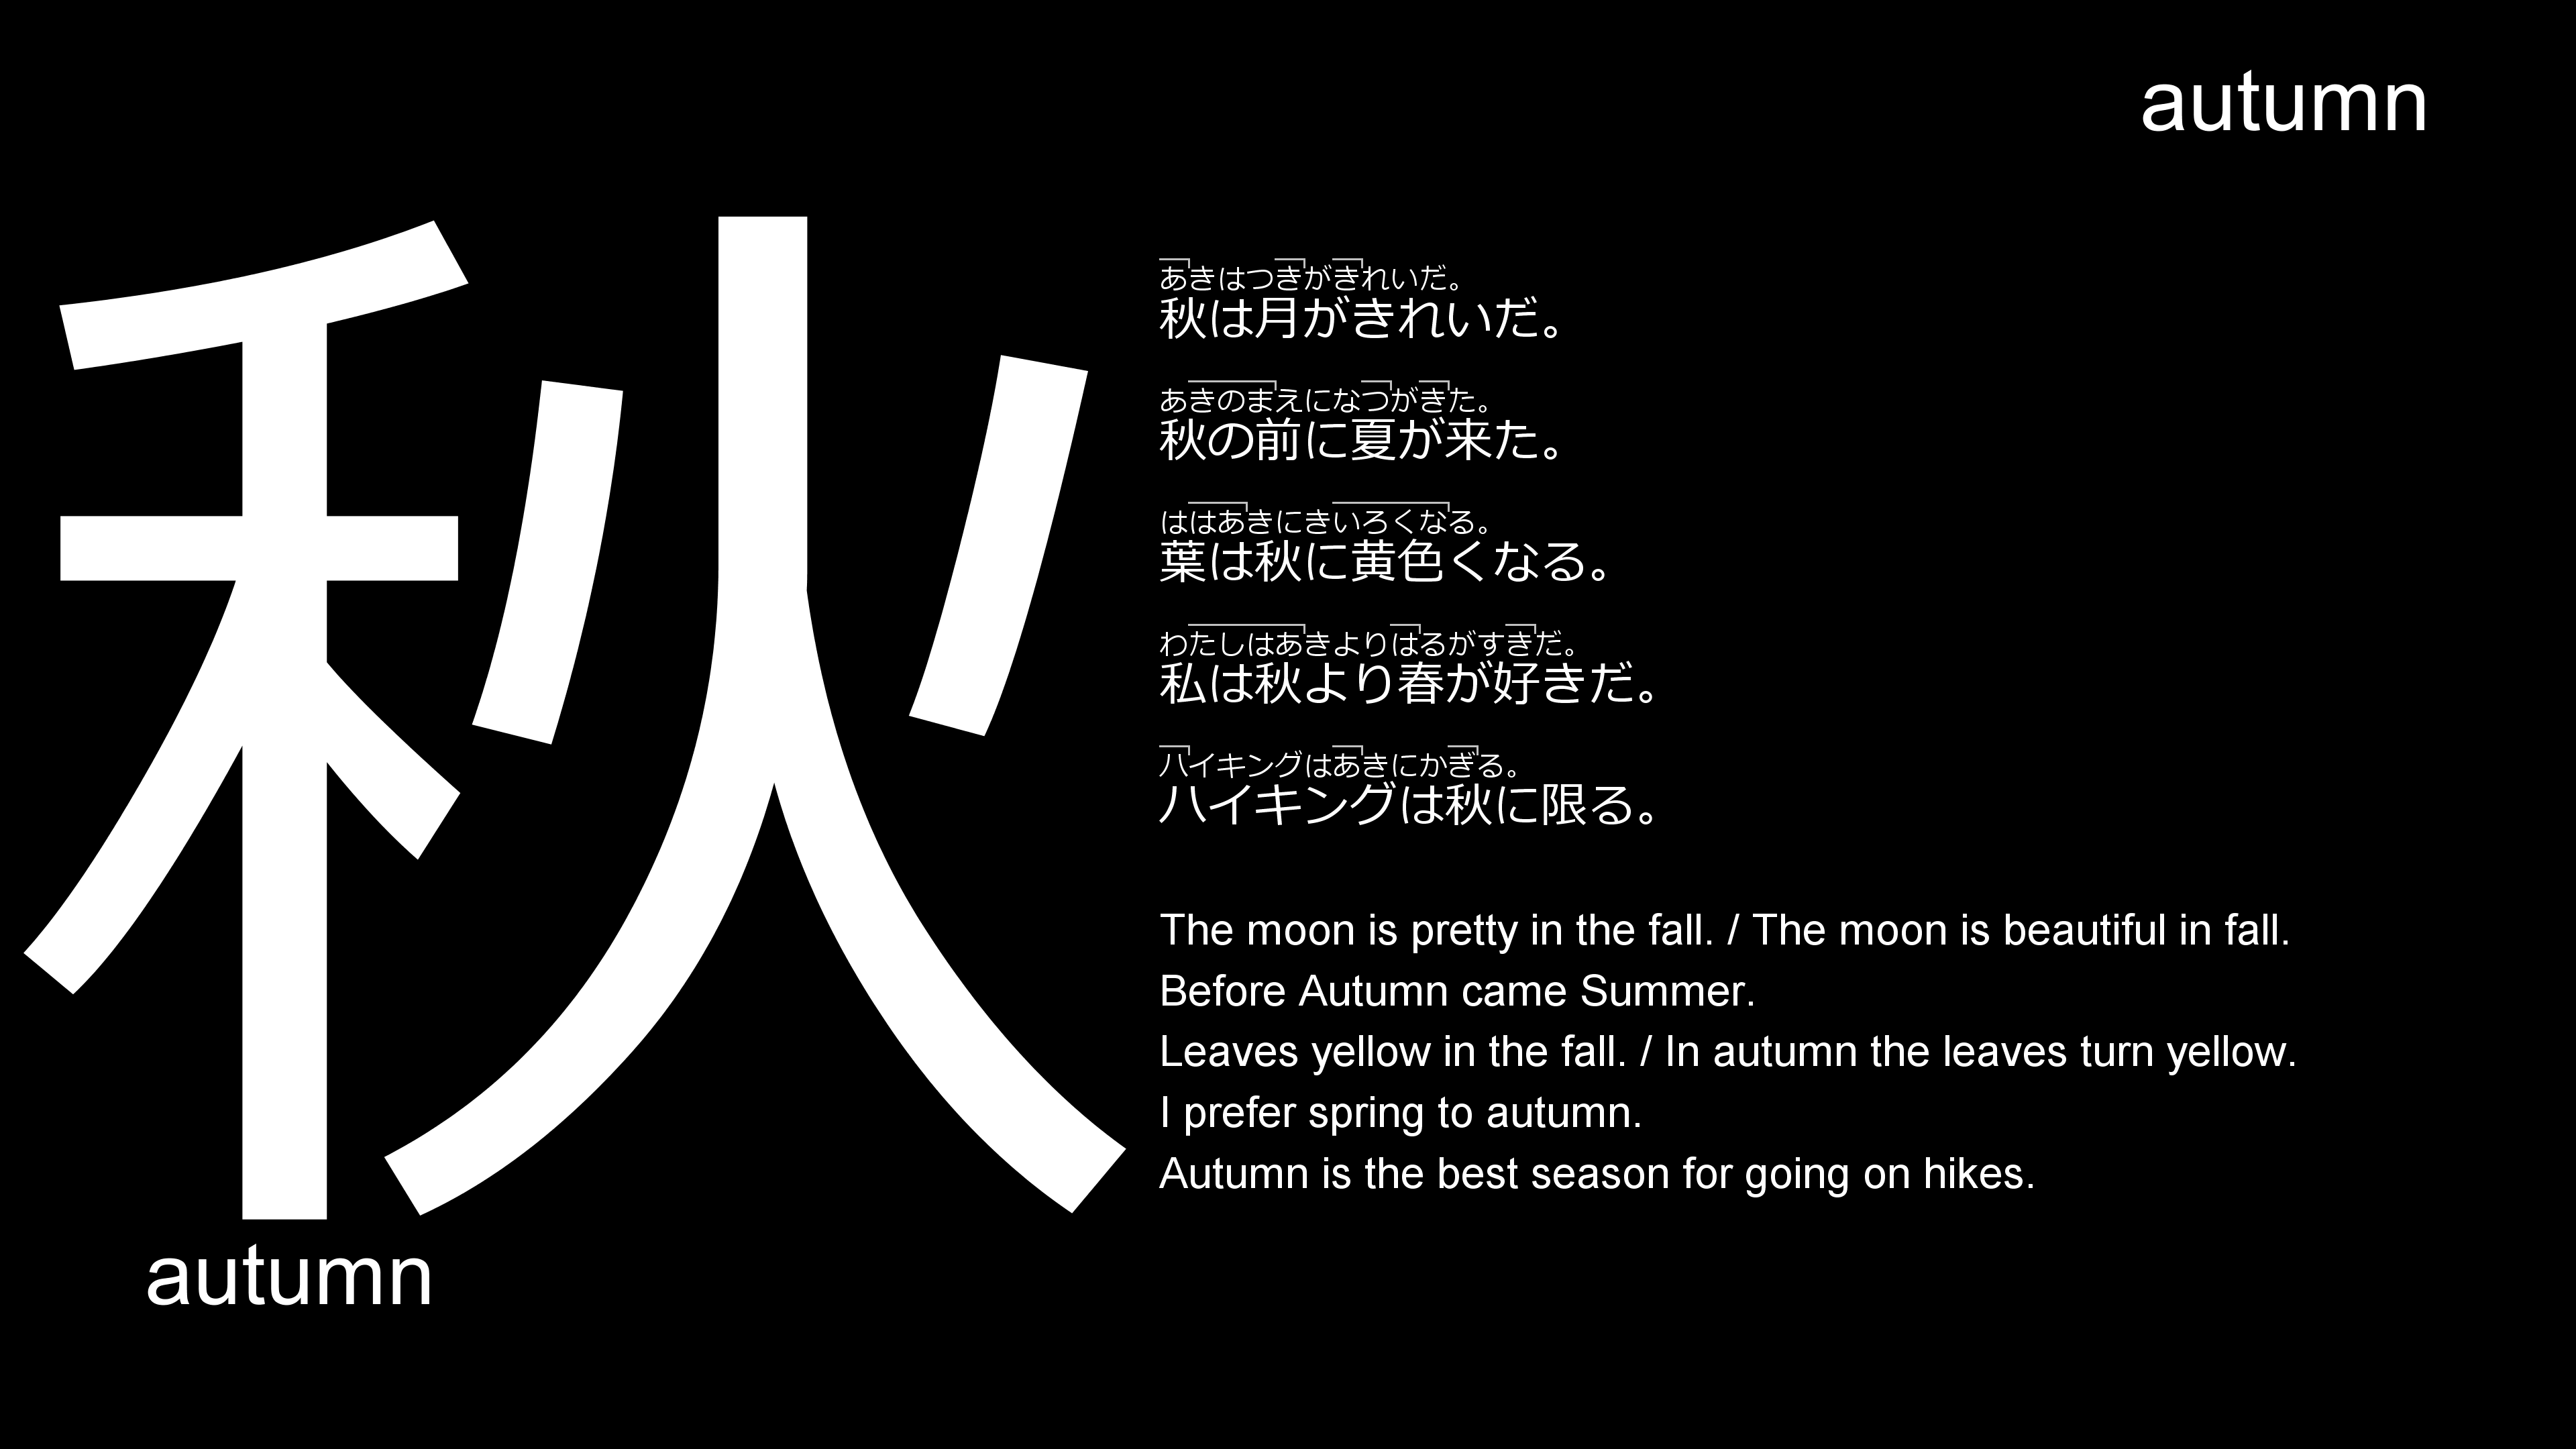 autumn
秋
autumn
あきはつきがきれいだ。
秋は月がきれいだ。
あきのまえになつがきた。
秋の前に夏が来た。
ははあきにきいろくなる。
葉は秋に黄色くなる。
わたしはあきよりはるがすきだ。
私は秋より春が好きだ。
ハイキングはあきにかぎる。
ハイキングは秋に限る。
The moon is pretty in the fall. / The moon is beautiful in fall.
Before Autumn came Summer.
Leaves yellow in the fall. / In autumn the leaves turn yellow.
I prefer spring to autumn.
Autumn is the best season for going on hikes.